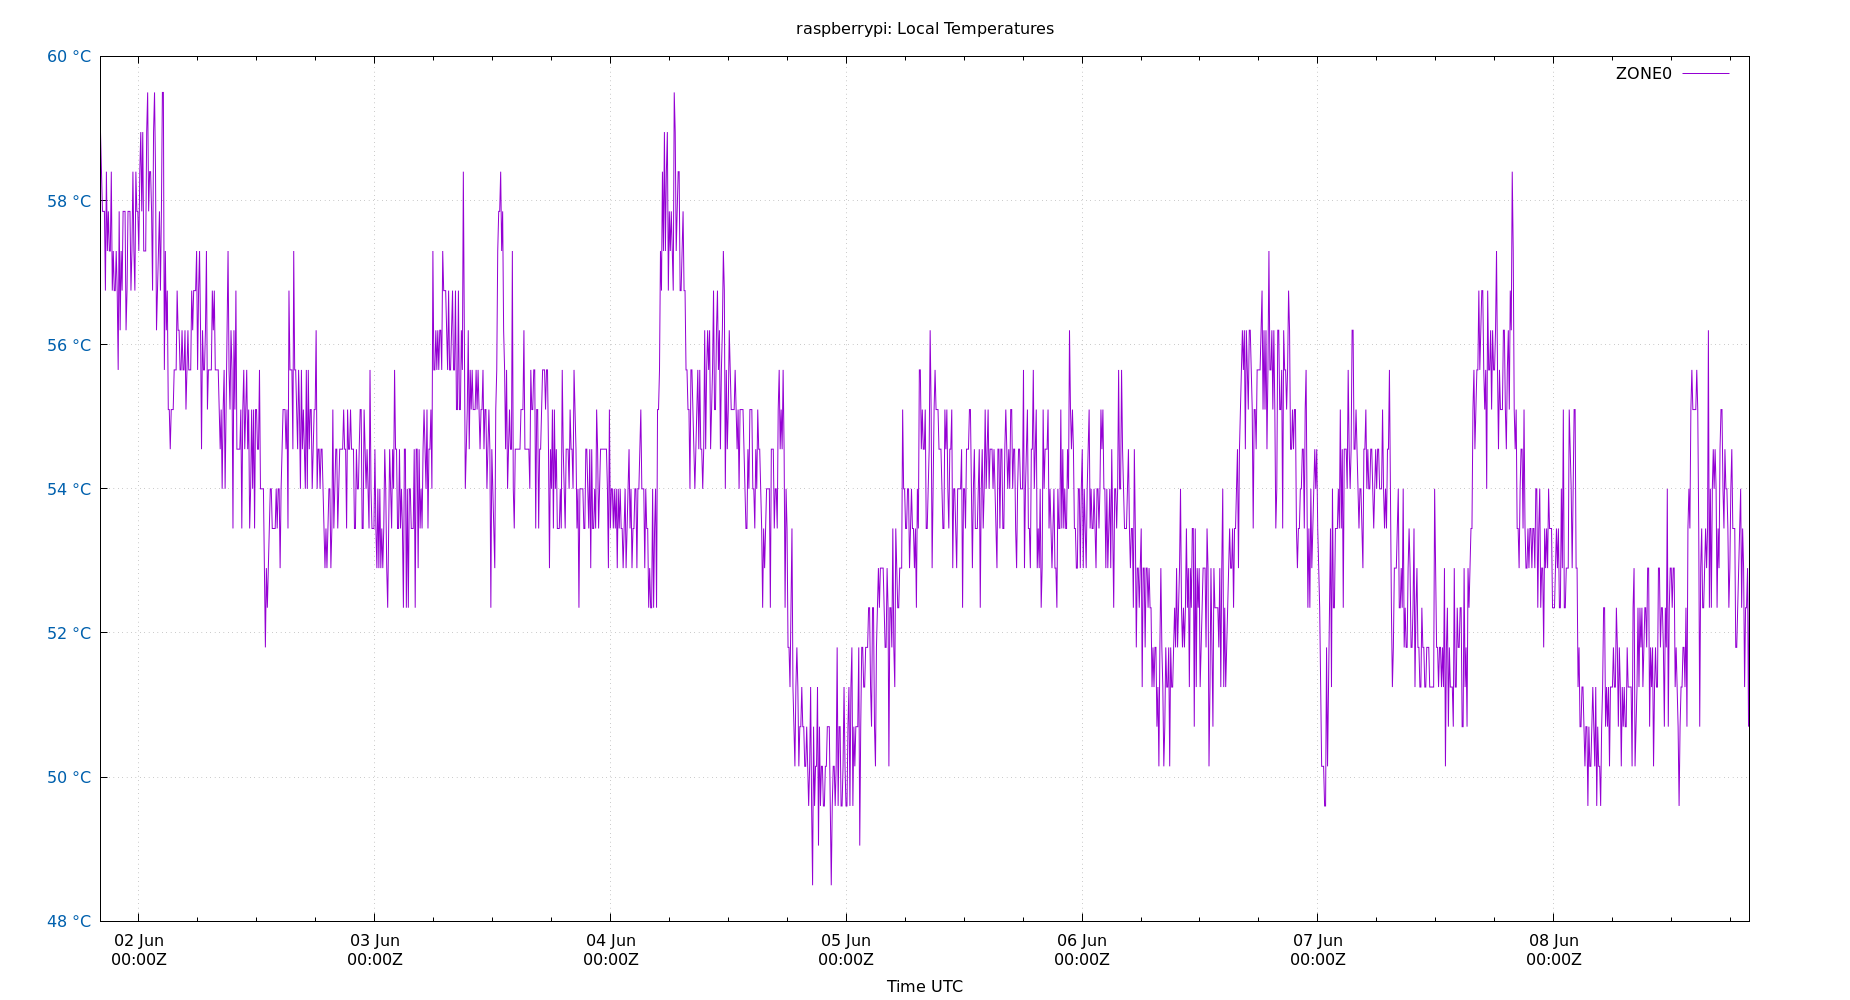 raspberrypi: Local Temperatures
60 °C
ZONE0
58 °C
56 °C
54 °C
52 °C
50 °C
48 °C
02 Jun
00:00Z
03 Jun
00:00Z
04 Jun
00:00Z
05 Jun
00:00Z
06 Jun
00:00Z
07 Jun
00:00Z
08 Jun
00:00Z
Time UTC